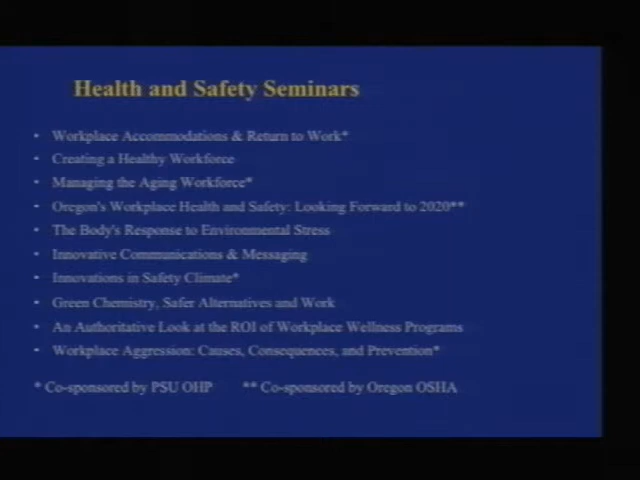 Health and Safety Seminars
• Workplace Accommodations & Return to Work*
• Creating a Healthy Workforce
• Managing the Aging Workforce*
• Oregon's Workplace Health and Safety: Looking Forward to 2020**
• The Body's Response to Environmental Stress
• Innovative Communications & Messaging
• Innovations in Safety Climate*
• Green Chemistry, Safer Alternatives and Work
• An Authoritative Look at the ROI of Workplace Wellness Programs
• Workplace Aggression: Causes, Consequences, and Prevention*
* Co-sponsored by PSU OHP ** Co-sponsored by Oregon OSHA